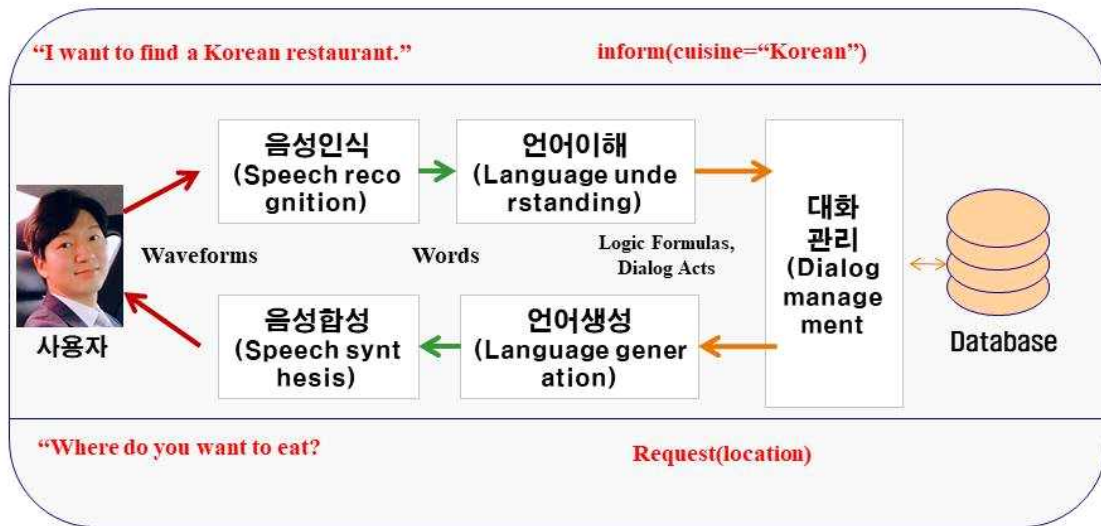 “I want to find a Korean restaurant.”
inform(cuisine=“Korean”)
음성인식
(Speech reco
gnition)
언어이해
(Language unde
rstanding)
대화
관리
(Dialog
manage
ment
Waveforms
Words
Logic Formulas,
Dialog Acts
사용자
음성합성
(Speech synt
hesis)
언어생성
(Language gener
ation)
Database
“Where do you want to eat?
Request(location)